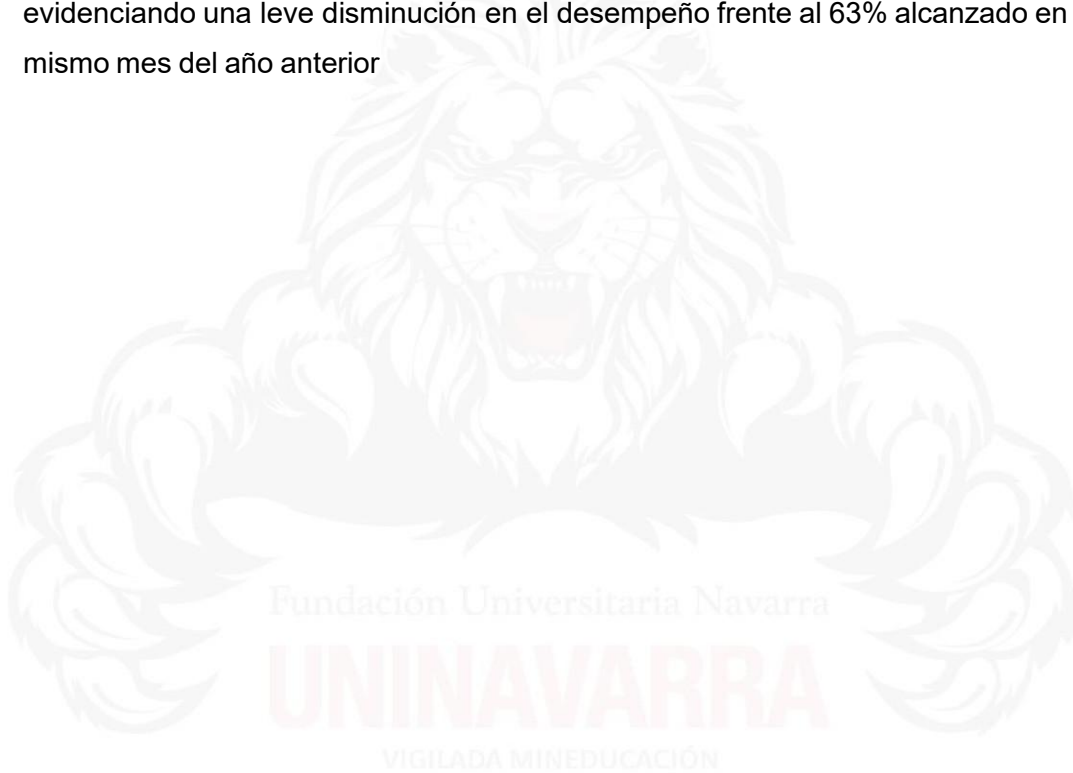 evidenciando una leve disminución en el desempeño frente al 63% alcanzado en
mismo mes del año anterior
Fundación Universitaria Navarra
UNINAVARRA
VIGILADA MINEDUCACIÓN